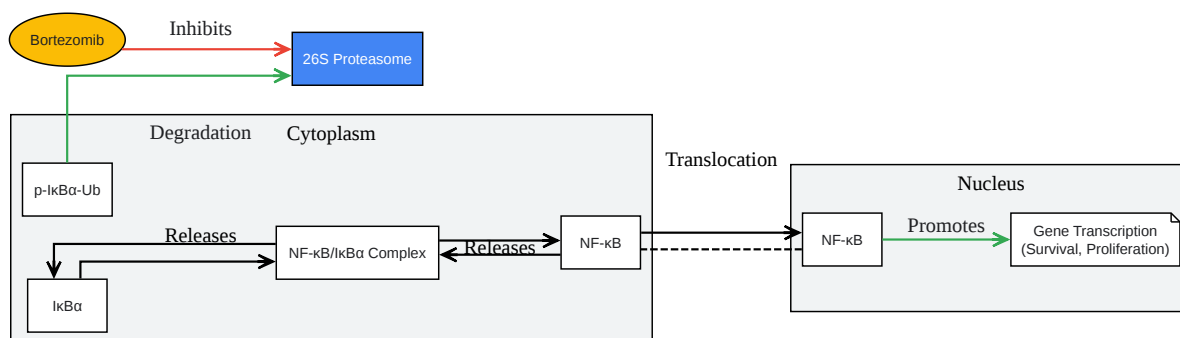 Inhibits
Bortezomib
26S Proteasome
Degradation
Cytoplasm
Translocation
p-IκBα-Ub
Nucleus
Releases
NF-κB/IκBα Complex
Releases
NF-κB
NF-κB
Promotes
Gene Transcription
(Survival, Proliferation)
IκBα